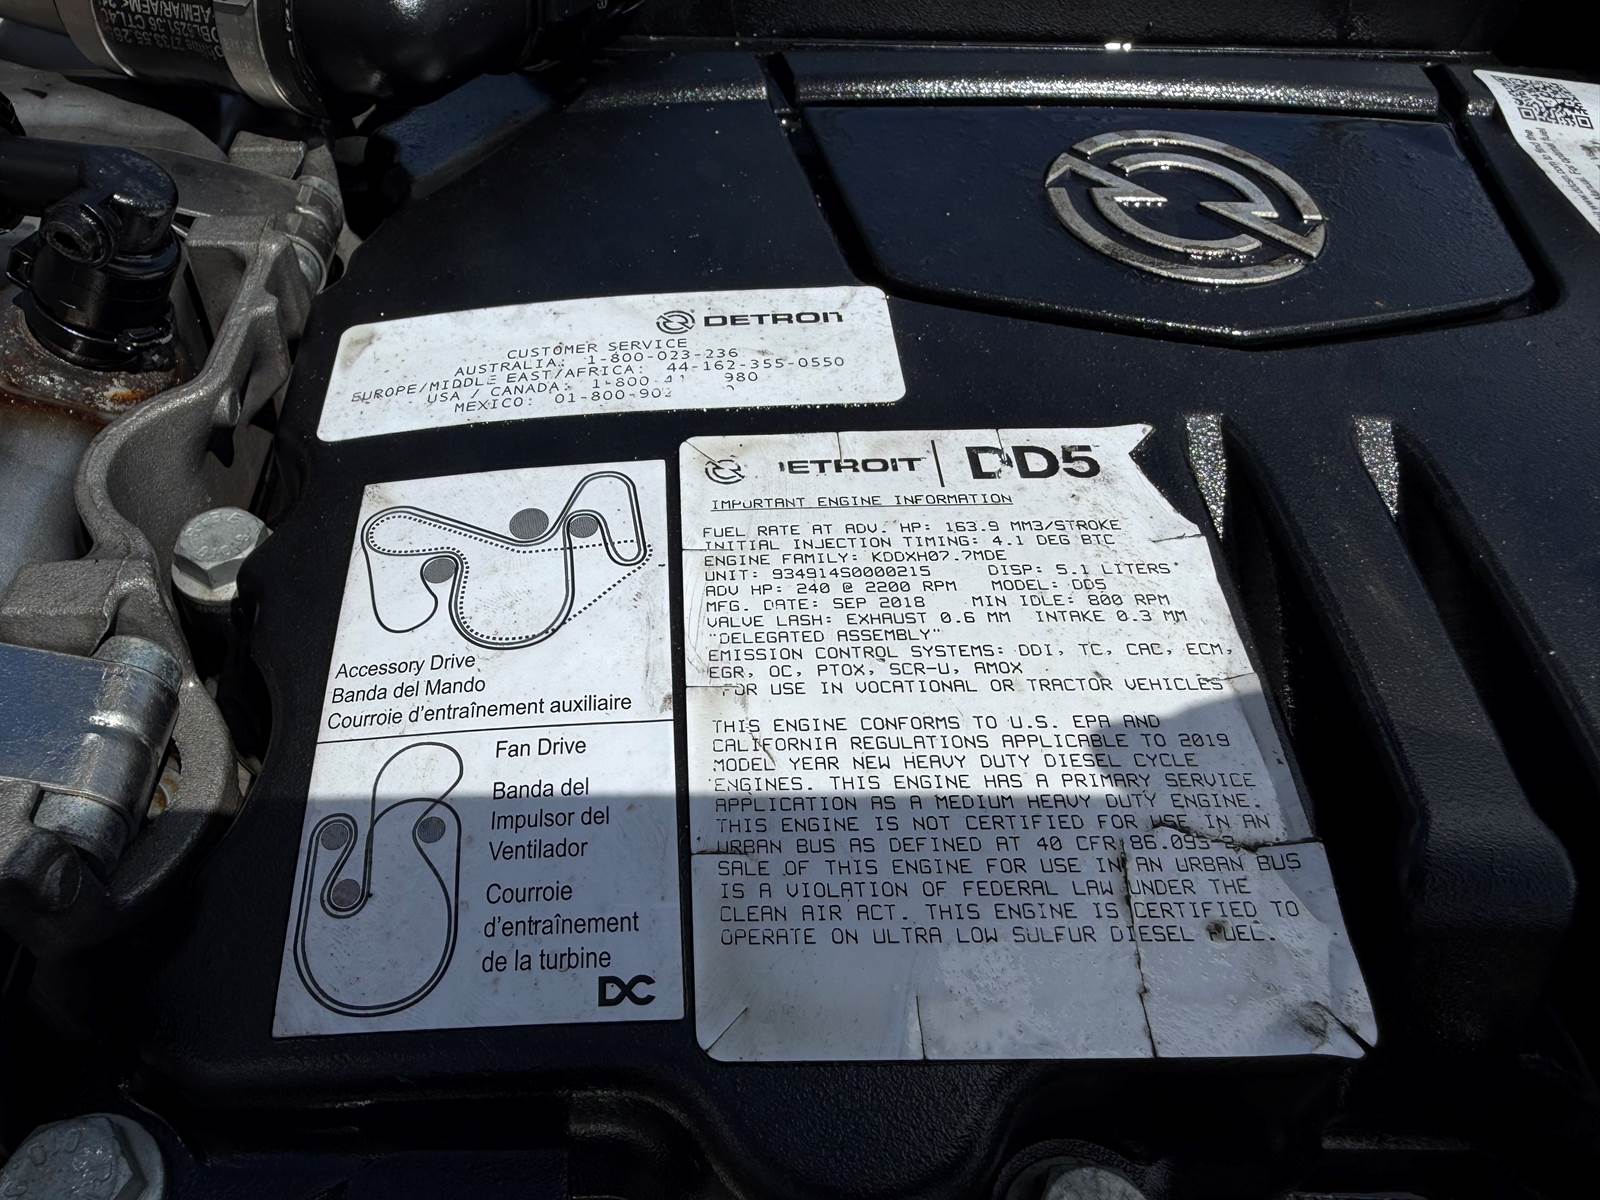 DETROIT
CUSTOMER SERVICE
AUSTRALIA: 1-800-023-236
EUROPE/MIDDLE EAST/AFRICA: 44-162-355-0550
USA / CANADA: 1-800- 980
MEXICO: 01-800-902
Accessory Drive
Banda del Mando
Courroie d'entraînement auxiliaire
Fan Drive
Banda del
Impulsor del
Ventilador
Courroie
d'entraînement
de la turbine
DC
DETROIT DD5
IMPORTANT ENGINE INFORMATION
FUEL RATE AT ADV. HP: 163.9 MM3/STROKE
INITIAL INJECTION TIMING: 4.1 DEG BTC
ENGINE FAMILY: KDDXH07.7MDE
UNIT: 934914S0000215 DISP: 5.1 LITERS
ADV HP: 240 @ 2200 RPM MODEL: DD5
MFG. DATE: SEP 2018 MIN IDLE: 800 RPM
VALVE LASH: EXHAUST 0.6 MM INTAKE 0.3 MM
"DELEGATED ASSEMBLY"
EMISSION CONTROL SYSTEMS: DDI, TC, CAC, ECM,
EGR, OC, PTOX, SCR-U, AMOX
FOR USE IN VOCATIONAL OR TRACTOR VEHICLES
THIS ENGINE CONFORMS TO U.S. EPA AND
CALIFORNIA REGULATIONS APPLICABLE TO 2019
MODEL YEAR NEW HEAVY DUTY DIESEL CYCLE
ENGINES. THIS ENGINE HAS A PRIMARY SERVICE
APPLICATION AS A MEDIUM HEAVY DUTY ENGINE.
THIS ENGINE IS NOT CERTIFIED FOR USE IN AN
URBAN BUS AS DEFINED AT 40 CFR 86.093-2
SALE OF THIS ENGINE FOR USE IN AN URBAN BUS
IS A VIOLATION OF FEDERAL LAW UNDER THE
CLEAN AIR ACT. THIS ENGINE IS CERTIFIED TO
OPERATE ON ULTRA LOW SULFUR DIESEL FUEL.